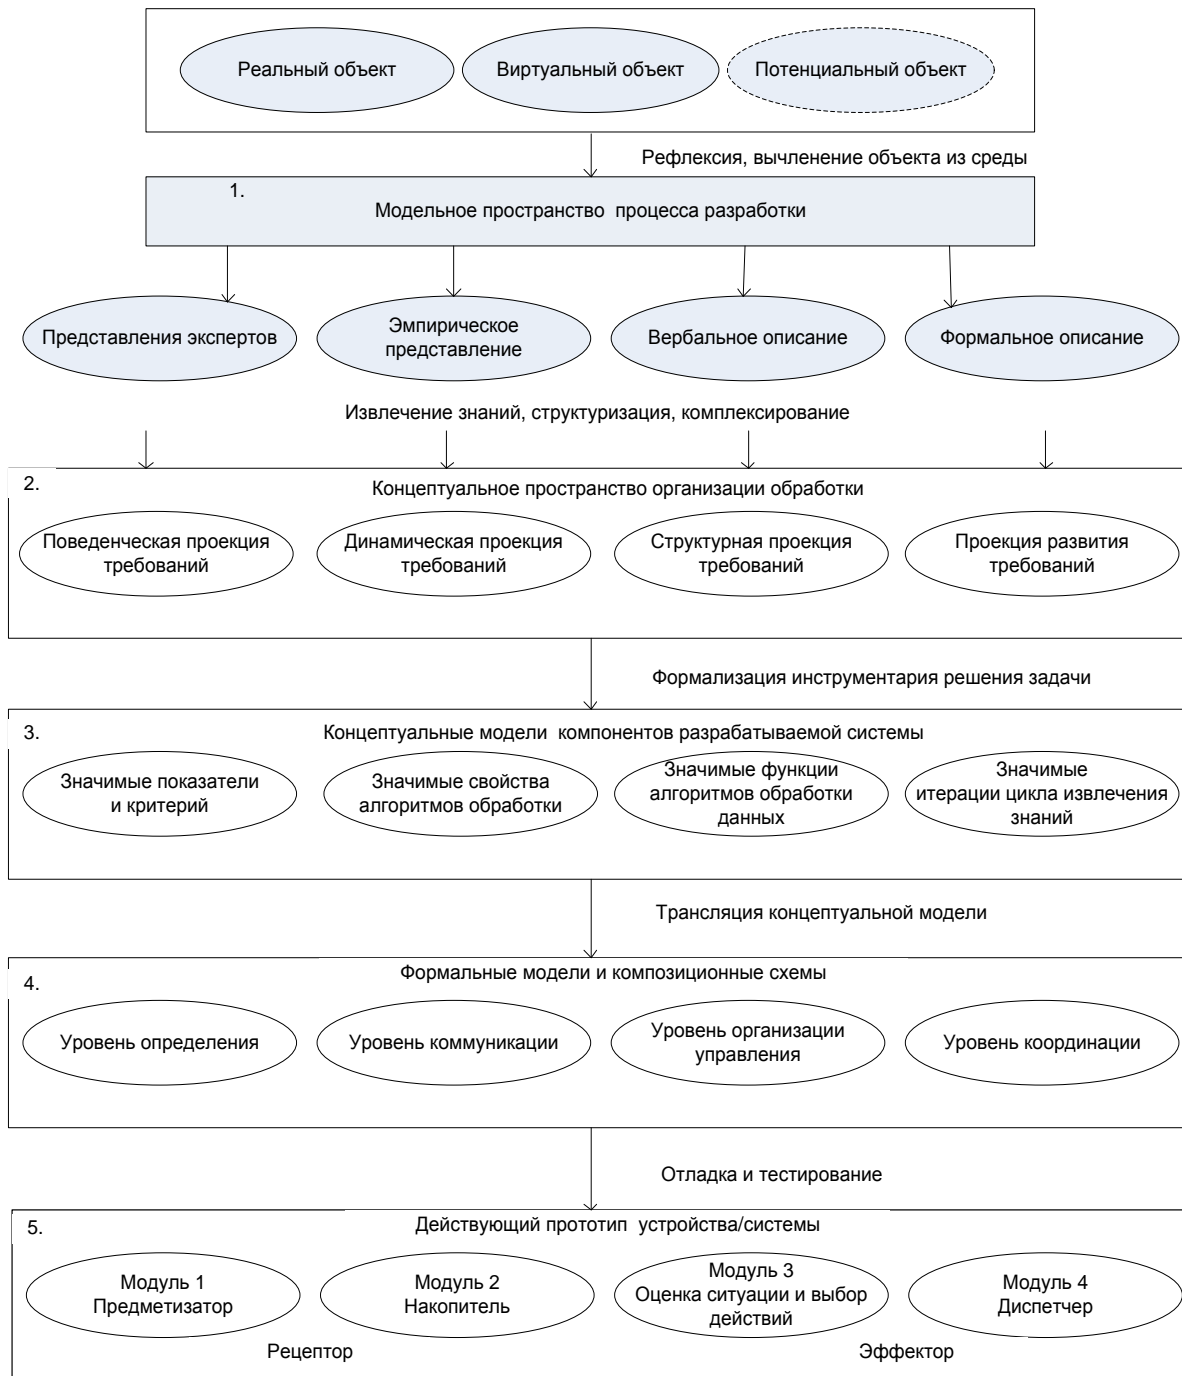 Реальный объект
Виртуальный объект
Потенциальный объект
Рефлексия, вычленение объекта из среды
1.
Модельное пространство процесса разработки
Представления экспертов
Эмпирическое
представление
Вербальное описание
Формальное описание
Извлечение знаний, структуризация, комплексирование
2.
Концептуальное пространство организации обработки
Поведенческая проекция
требований
Динамическая проекция
требований
Структурная проекция
требований
Проекция развития
требований
Формализация инструментария решения задачи
3.
Концептуальные модели компонентов разрабатываемой системы
Значимые показатели
и критерий
Значимые свойства
алгоритмов обработки
Значимые функции
алгоритмов обработки
данных
Значимые
итерации цикла извлечения
знаний
Трансляция концептуальной модели
4.
Формальные модели и композиционные схемы
Уровень определения
Уровень коммуникации
Уровень организации
управления
Уровень координации
Отладка и тестирование
5.
Действующий прототип устройства/системы
Модуль 1
Предметизатор
Модуль 2
Накопитель
Модуль 3
Оценка ситуации и выбор
действий
Модуль 4
Диспетчер
Рецептор
Эффектор